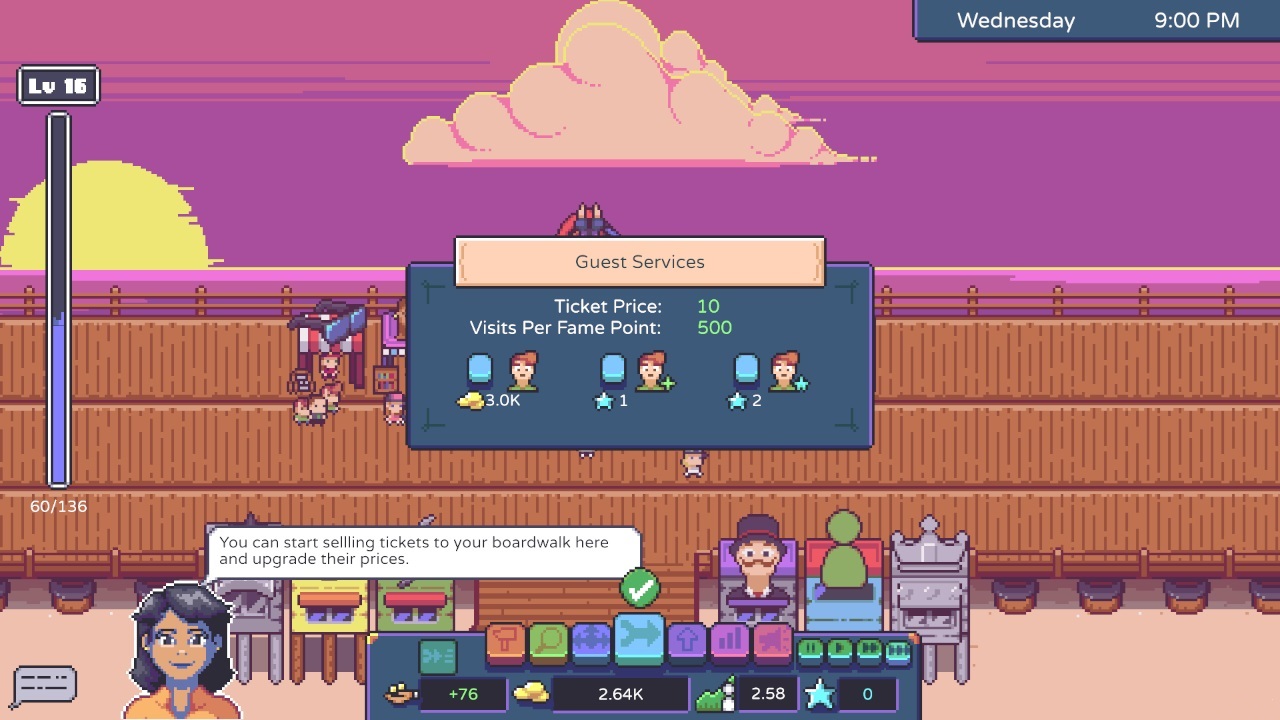 Wednesday 9:00 PM
Lv 16
Guest Services
Ticket Price: 10
Visits Per Fame Point: 500
3.0K 1 2
60/136
You can start sellling tickets to your boardwalk here
and upgrade their prices.
+76 2.64K 2.58 0